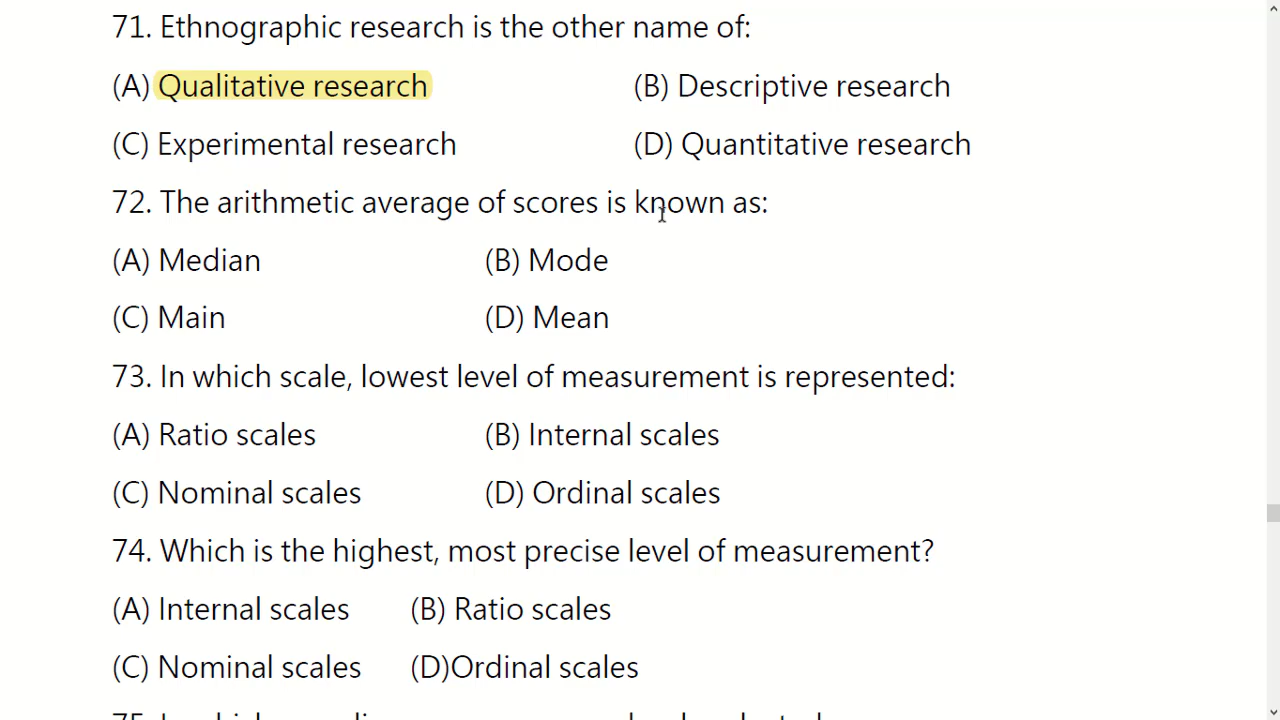 71. Ethnographic research is the other name of:
(A) Qualitative research (B) Descriptive research
(C) Experimental research (D) Quantitative research
72. The arithmetic average of scores is known as:
(A) Median (B) Mode
(C) Main (D) Mean
73. In which scale, lowest level of measurement is represented:
(A) Ratio scales (B) Internal scales
(C) Nominal scales (D) Ordinal scales
74. Which is the highest, most precise level of measurement?
(A) Internal scales (B) Ratio scales
(C) Nominal scales (D)Ordinal scales
75. In which